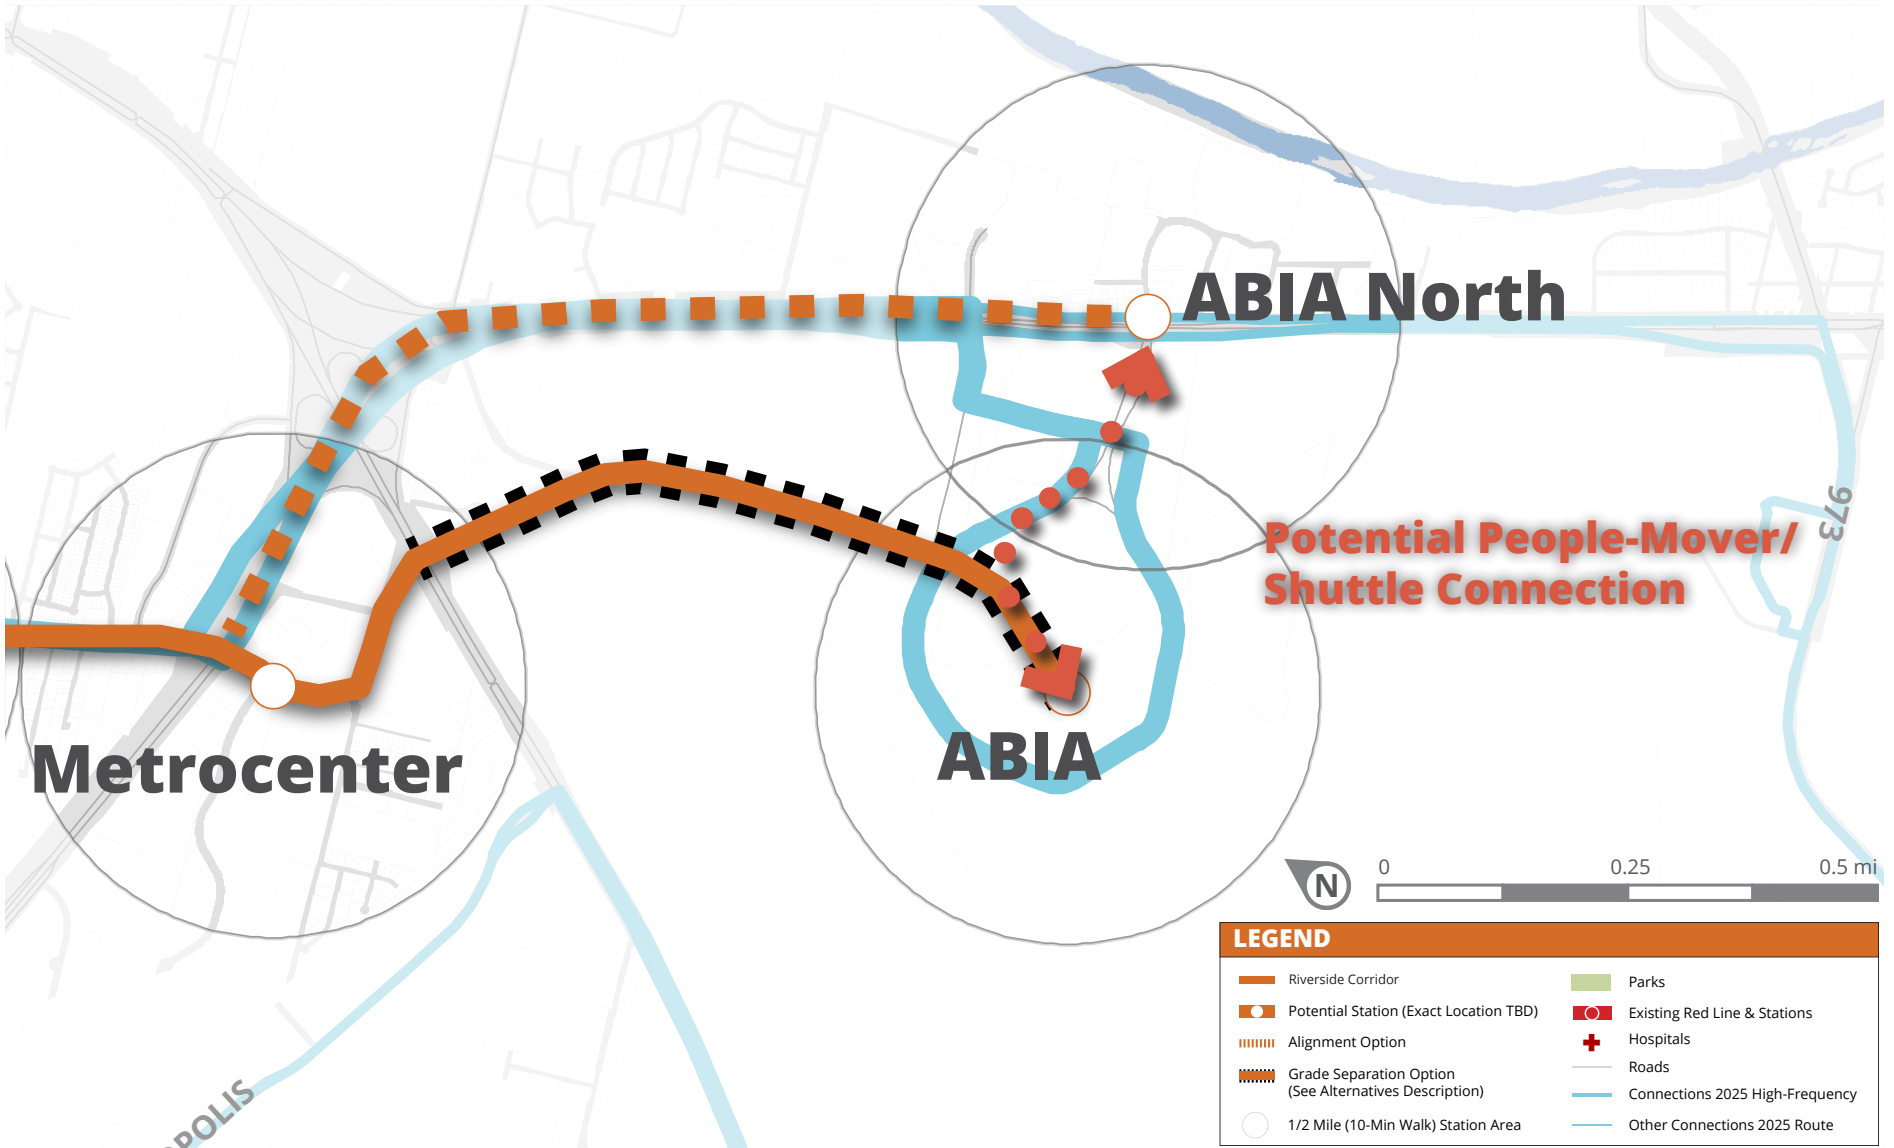 ABIA North
973
Potential People-Mover/
Shuttle Connection
Metrocenter
ABIA
0 0.25 0.5 mi
N
OPOLIS
LEGEND
Riverside Corridor
Potential Station (Exact Location TBD)
Alignment Option
Grade Separation Option
(See Alternatives Description)
1/2 Mile (10-Min Walk) Station Area
Parks
Existing Red Line & Stations
Hospitals
Roads
Connections 2025 High-Frequency
Other Connections 2025 Route